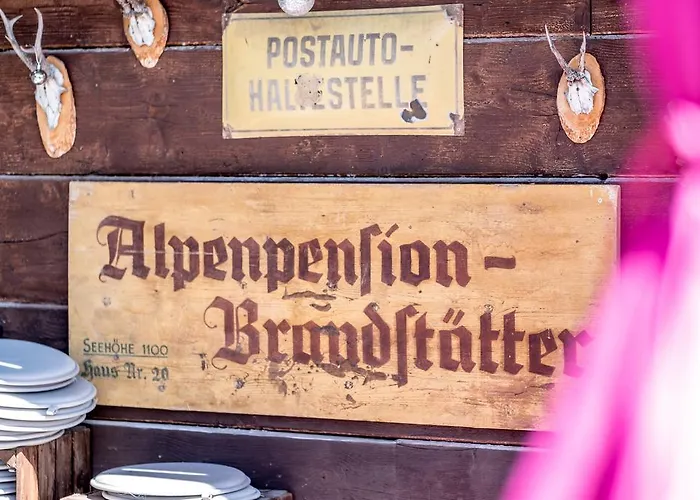 POSTAUTO-
HALTESTELLE
Alpenpension-
Brandstätter
SEEHÖHE 1100
Haus Nr. 20